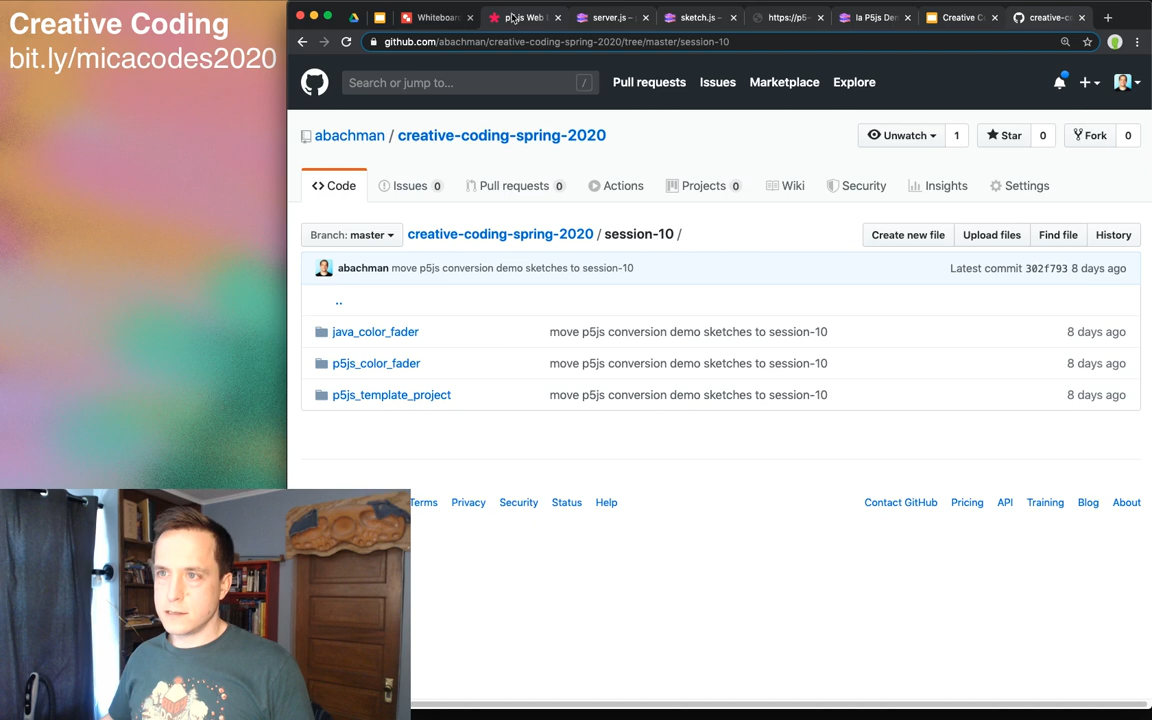 Creative Coding
bit.ly/micacodes2020
Whiteboar
p5js Web
server.js –
sketch.js –
https://p5-
la P5js Der
Creative C
creative-co
github.com/abachman/creative-coding-spring-2020/tree/master/session-10
Search or jump to... /
Pull requests Issues Marketplace Explore
abachman / creative-coding-spring-2020
Unwatch 1 Star 0 Fork 0
Code Issues 0 Pull requests 0 Actions Projects 0 Wiki Security Insights Settings
Branch: master creative-coding-spring-2020 / session-10 / Create new file Upload files Find file History
abachman move p5js conversion demo sketches to session-10 Latest commit 302f793 8 days ago
..
java_color_fader move p5js conversion demo sketches to session-10 8 days ago
p5js_color_fader move p5js conversion demo sketches to session-10 8 days ago
p5js_template_project move p5js conversion demo sketches to session-10 8 days ago
Terms Privacy Security Status Help Contact GitHub Pricing API Training Blog About